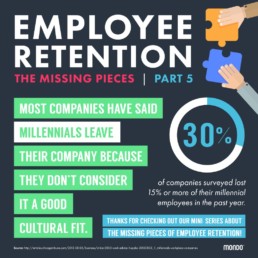 EMPLOYEE
RETENTION
THE MISSING PIECES | PART 5
MOST COMPANIES HAVE SAID
MILLENNIALS LEAVE
THEIR COMPANY BECAUSE
THEY DON'T CONSIDER
IT A GOOD
CULTURAL FIT.
30%
of companies surveyed lost
15% or more of their millennial
employees in the past year.
THANKS FOR CHECKING OUT OUR MINI SERIES ABOUT
THE MISSING PIECES OF EMPLOYEE RETENTION!
Source:
mondo